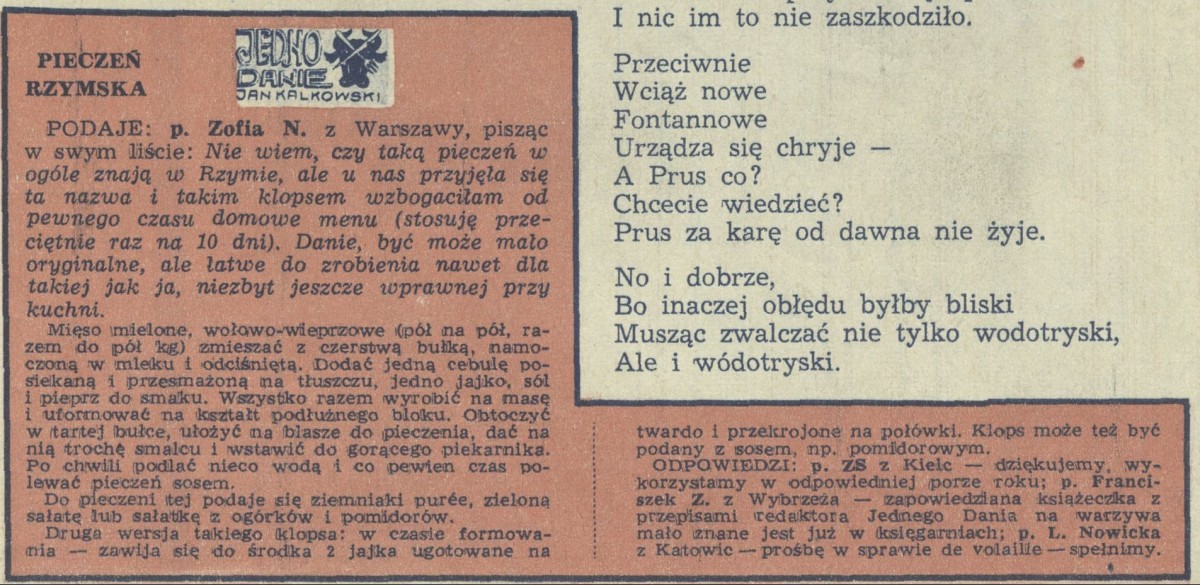 PIECZEŃ
RZYMSKA
JEDNO
DANIE
JAN KALKOWSKI
PODAJE: p. Zofia N. z Warszawy, pisząc
w swym liście: Nie wiem, czy taką pieczeń w
ogóle znają w Rzymie, ale u nas przyjęła się
ta nazwa i takim klopsem wzbogaciłam od
pewnego czasu domowe menu (stosuję prze-
ciętnie raz na 10 dni). Danie, być może mało
oryginalne, ale łatwe do zrobienia nawet dla
takiej jak ja, niezbyt jeszcze wprawnej przy
kuchni.
Mięso mielone, wołowo-wieprzowe (pół na pół, ra-
zem do pół kg) zmieszać z czerstwą bułką, namo-
czoną w mleku i odciśniętą. Dodać jedną cebulę po-
siekaną i przesmażoną na tłuszczu, jedno jajko, sól
i pieprz do smaku. Wszystko razem wyrobić na masę
i uformować na kształt podłużnego bloku. Obtoczyć
w tartej bułce, ułożyć na blasze do pieczenia, dać na
nią trochę smalcu i wstawić do gorącego piekarnika.
Po chwili podlać nieco wodą i co pewien czas po-
lewać pieczeń sosem.
Do pieczeni tej podaje się ziemniaki purée, zieloną
sałatę lub sałatkę z ogórków i pomidorów.
Druga wersja takiego klopsa: w czasie formowa-
nia — zawija się do środka 2 jajka ugotowane na
twardo i przekrojone na połówki. Klops może też być
podany z sosem, np. pomidorowym.
ODPOWIEDZI: p. ZS z Kielc — dziękujemy, wy-
korzystamy w odpowiedniej porze roku; p. Franci-
szek Z. z Wybrzeża — zapowiedziana książeczka z
przepisami redaktora Jednego Dania na warzywa
mało znane jest już w księgarniach; p. L. Nowicka
z Katowic — prośbę w sprawie de volaille — spełnimy.
I nic im to nie zaszkodziło.
Przeciwnie
Wciąż nowe
Fontannowe
Urządza się chryje —
A Prus co?
Chcecie wiedzieć?
Prus za karę od dawna nie żyje.
No i dobrze,
Bo inaczej obłędu byłby bliski
Musząc zwalczać nie tylko wodotryski,
Ale i wódotryski.